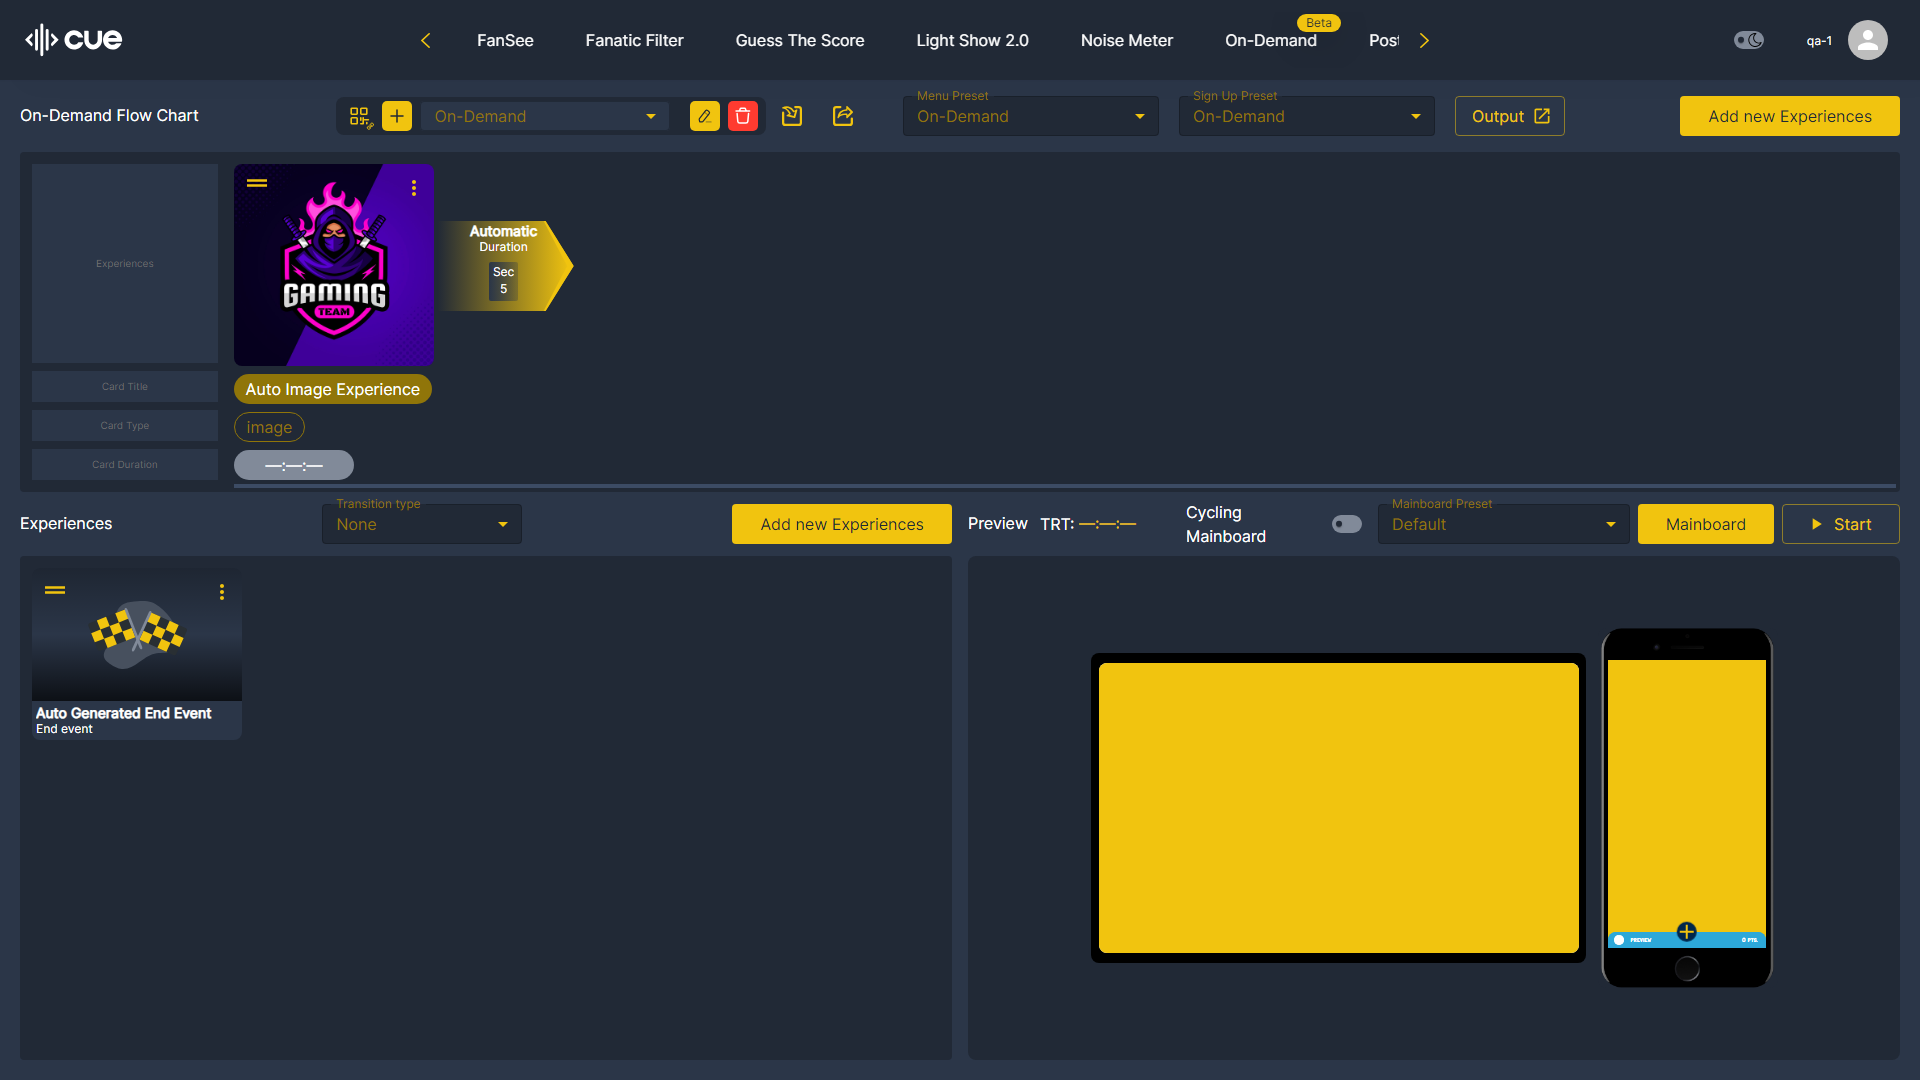 cue
FanSee
Fanatic Filter
Guess The Score
Light Show 2.0
Noise Meter
On-Demand
Beta
Post
qa-1
On-Demand Flow Chart
On-Demand
Menu Preset
On-Demand
Sign Up Preset
On-Demand
Output
Add new Experiences
Experiences
GAMING
TEAM
Automatic
Duration
Sec
5
Card Title
Auto Image Experience
Card Type
image
Card Duration
—:—:—
Experiences
Transition type
None
Add new Experiences
Preview
TRT: —:—:—
Cycling
Mainboard
Mainboard Preset
Default
Mainboard
Start
Auto Generated End Event
End event
PREVIEW
0 PTS.